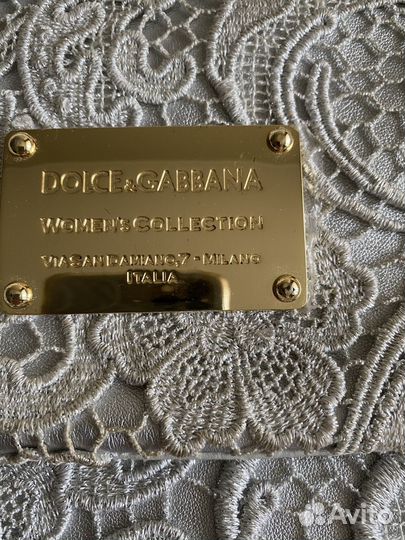 DOLCE&GABBANA
WOMEN'S COLLECTION
VIA SAN DAMIANO,7 - MILANO
ITALIA
Avito